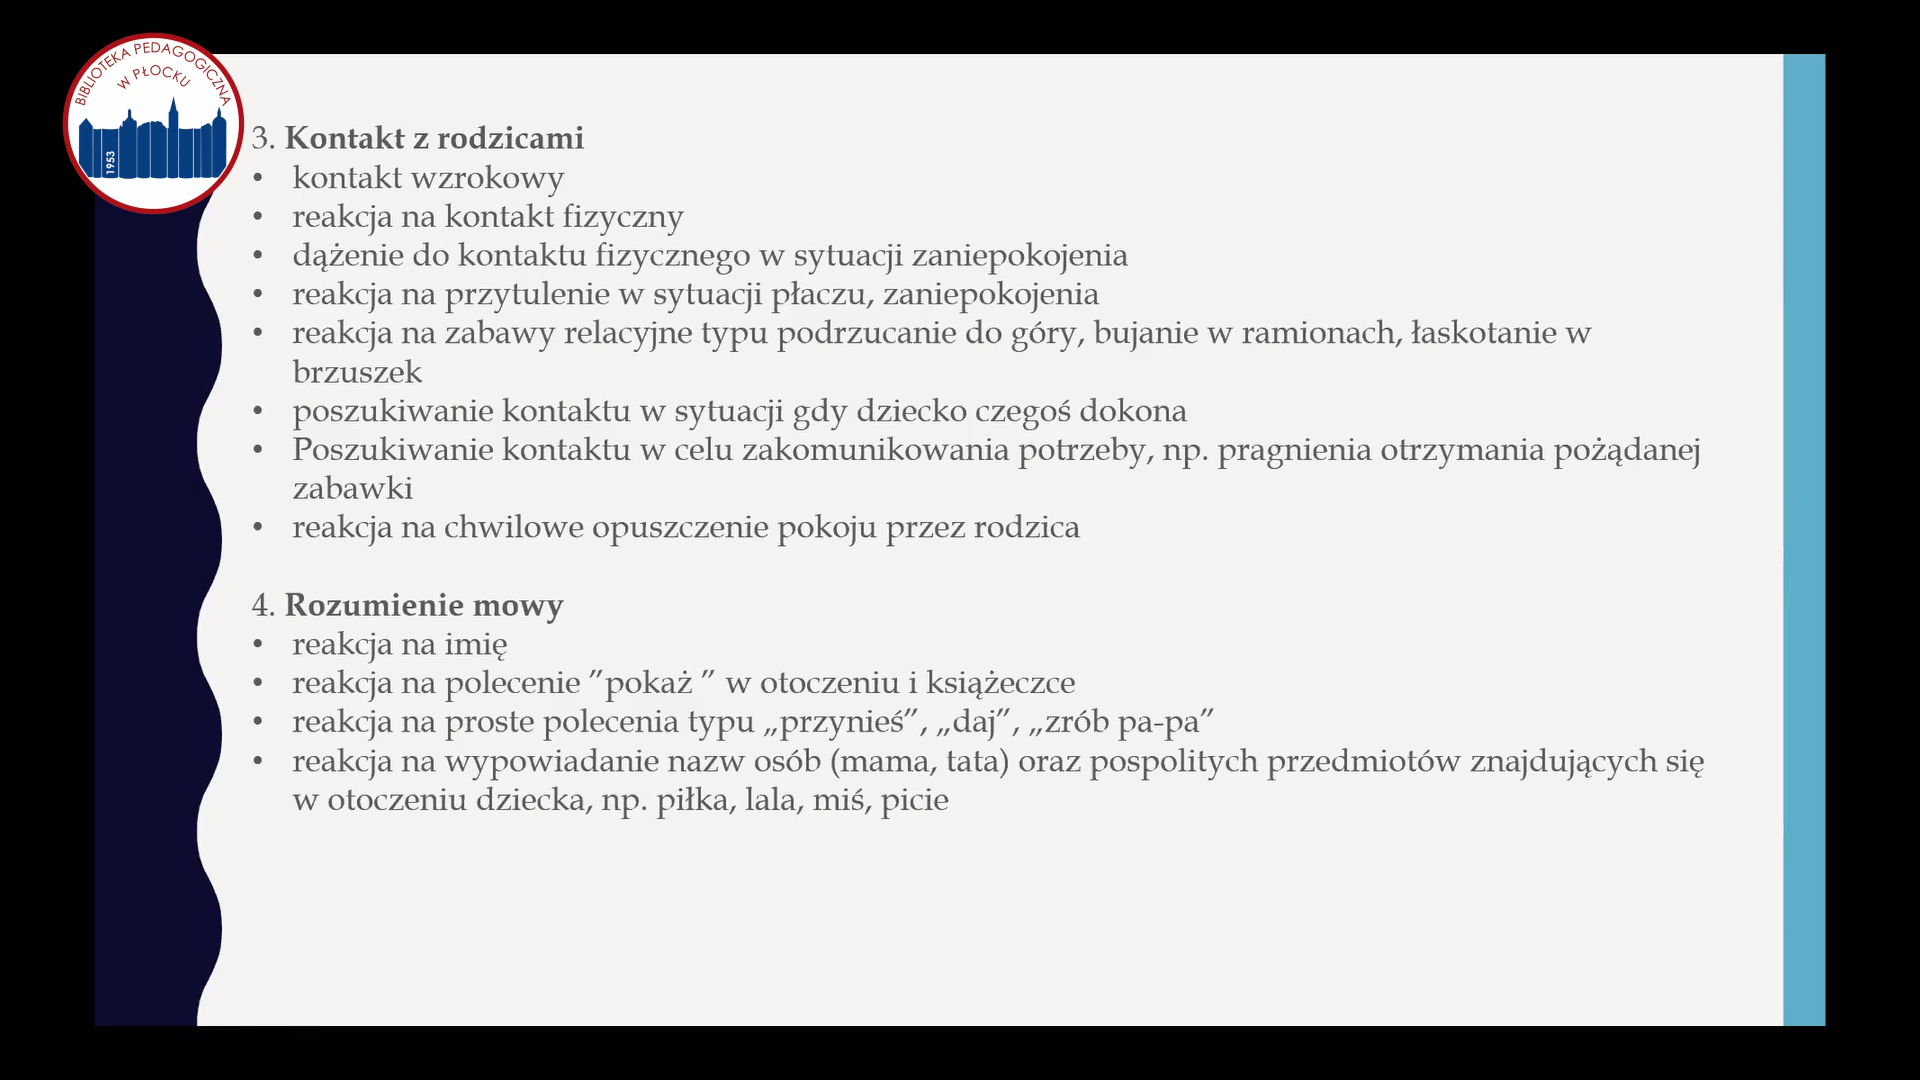 BIBLIOTEKA PEDAGOGICZNA
W PŁOCKU
1953
3. Kontakt z rodzicami
• kontakt wzrokowy
• reakcja na kontakt fizyczny
• dążenie do kontaktu fizycznego w sytuacji zaniepokojenia
• reakcja na przytulenie w sytuacji płaczu, zaniepokojenia
• reakcja na zabawy relacyjne typu podrzucanie do góry, bujanie w ramionach, łaskotanie w
brzuszek
• poszukiwanie kontaktu w sytuacji gdy dziecko czegoś dokona
• Poszukiwanie kontaktu w celu zakomunikowania potrzeby, np. pragnienia otrzymania pożądanej
zabawki
• reakcja na chwilowe opuszczenie pokoju przez rodzica
4. Rozumienie mowy
• reakcja na imię
• reakcja na polecenie ”pokaż ” w otoczeniu i książeczce
• reakcja na proste polecenia typu „przynieś”, „daj”, „zrób pa-pa”
• reakcja na wypowiadanie nazw osób (mama, tata) oraz pospolitych przedmiotów znajdujących się
w otoczeniu dziecka, np. piłka, lala, miś, picie